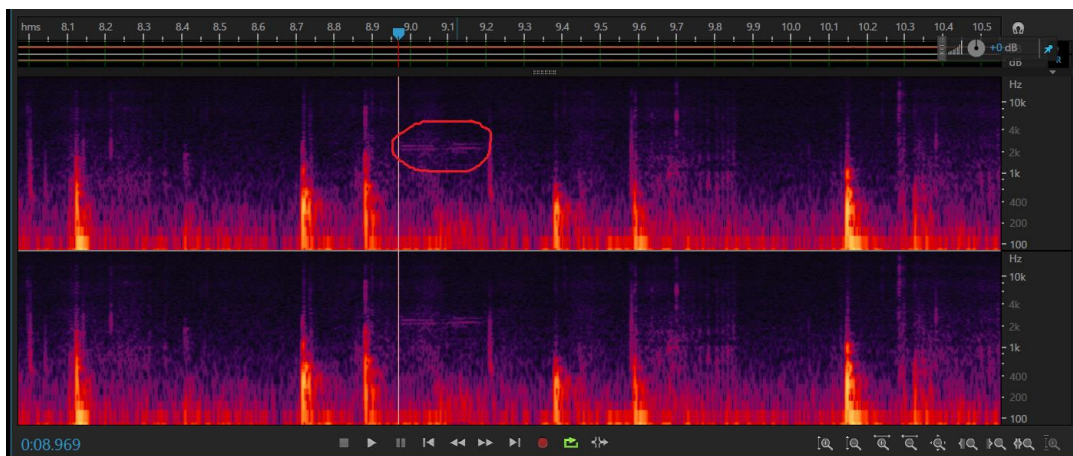 hms 8.1 8.2 8.3 8.4 8.5 8.6 8.7 8.8 8.9 9.0 9.1 9.2 9.3 9.4 9.5 9.6 9.7 9.8 9.9 10.0 10.1 10.2 10.3 10.4 10.5
+0 dB
dB
R
Hz
10k
4k
2k
1k
400
200
100
Hz
10k
4k
2k
1k
400
200
100
0:08.969